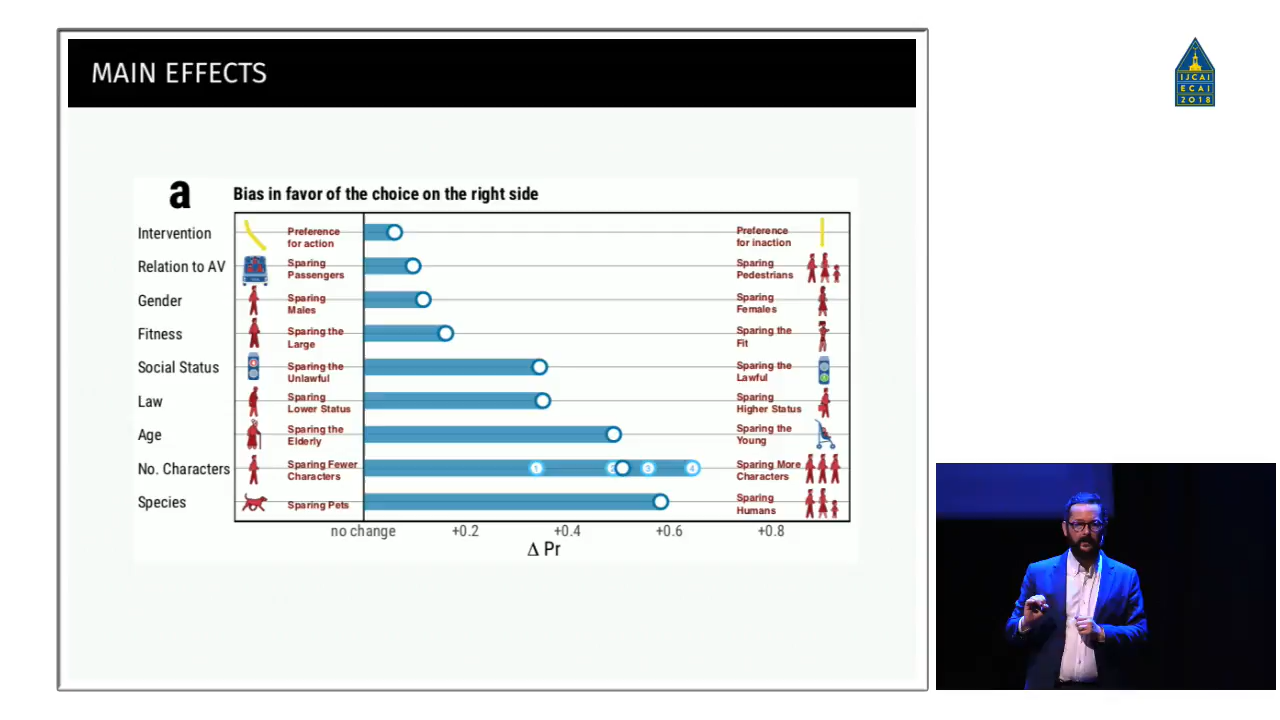 MAIN EFFECTS
IJCAI
ECAI
2018
a
Bias in favor of the choice on the right side
Intervention
Preference
for action
Preference
for inaction
Relation to AV
Sparing
Passengers
Sparing
Pedestrians
Gender
Sparing
Males
Sparing
Females
Fitness
Sparing the
Large
Sparing the
Fit
Social Status
Sparing the
Unlawful
Sparing the
Lawful
Law
Sparing
Lower Status
Sparing
Higher Status
Age
Sparing the
Elderly
Sparing the
Young
No. Characters
Sparing Fewer
Characters
1
2
3
4
Sparing More
Characters
Species
Sparing Pets
Sparing
Humans
no change
+0.2
+0.4
+0.6
+0.8
Δ Pr